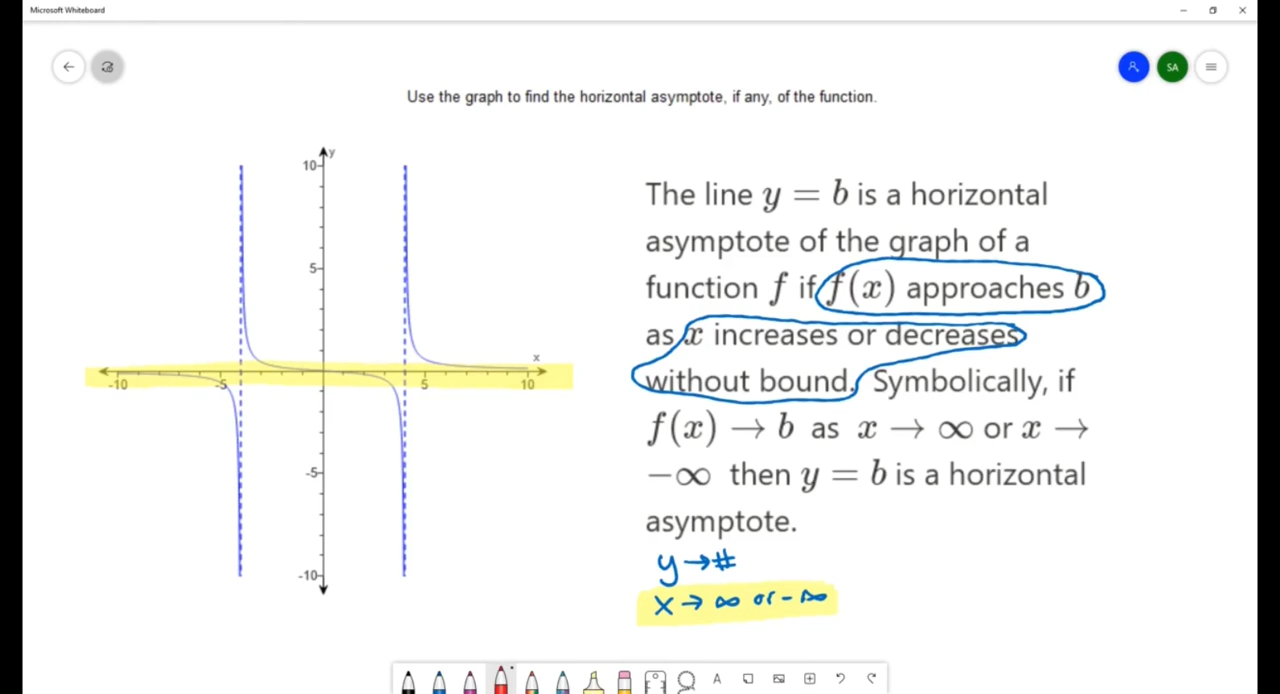 Microsoft Whiteboard
SA
Use the graph to find the horizontal asymptote, if any, of the function.
y
10
5
x
-10
-5
5
10
-5
-10
The line y = b is a horizontal
asymptote of the graph of a
function f if f(x) approaches b
as x increases or decreases
without bound. Symbolically, if
f(x) → b as x → ∞ or x →
−∞ then y = b is a horizontal
asymptote.
y → #
x → ∞ or - ∞
A